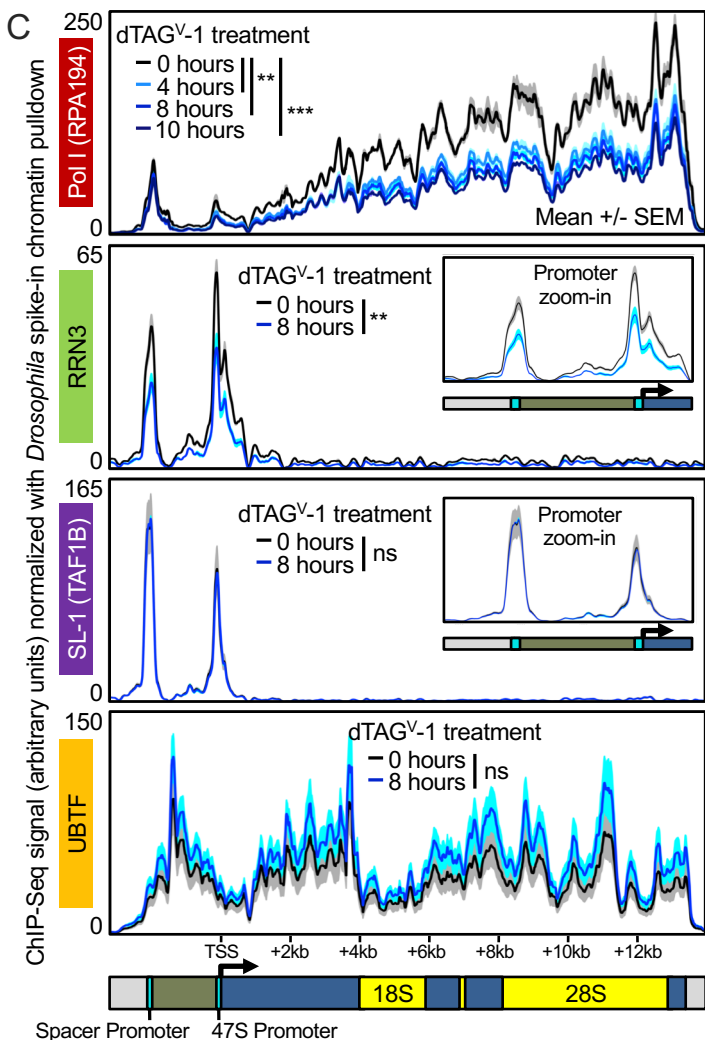 C
ChIP-Seq signal (arbitrary units) normalized with Drosophila spike-in chromatin pulldown
Pol I (RPA194)
250
0
dTAGV-1 treatment
0 hours
4 hours
8 hours
10 hours
**
***
Mean +/- SEM
RRN3
65
0
dTAGV-1 treatment
0 hours
8 hours
**
Promoter
zoom-in
SL-1 (TAF1B)
165
0
dTAGV-1 treatment
0 hours
8 hours
ns
Promoter
zoom-in
UBTF
150
0
dTAGV-1 treatment
0 hours
8 hours
ns
TSS +2kb +4kb +6kb +8kb +10kb +12kb
18S 28S
Spacer Promoter 47S Promoter